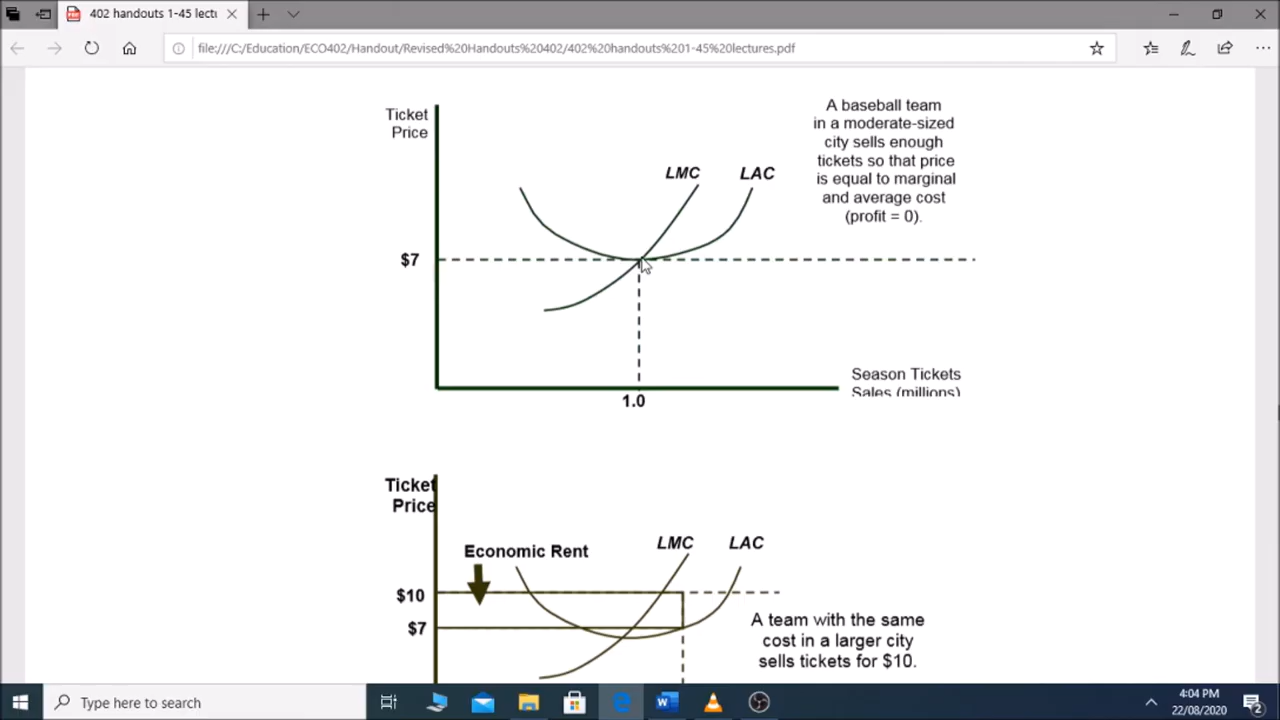 402 handouts 1-45 lectu
file:///C:/Education/ECO402/Handout/Revised%20Handouts%20402/402%20handouts%201-45%20lectures.pdf
Ticket
Price
LMC
LAC
A baseball team
in a moderate-sized
city sells enough
tickets so that price
is equal to marginal
and average cost
(profit = 0).
$7
Season Tickets
Sales (millions)
1.0
Ticket
Price
Economic Rent
LMC
LAC
$10
$7
A team with the same
cost in a larger city
sells tickets for $10.
Type here to search
4:04 PM
22/08/2020
2